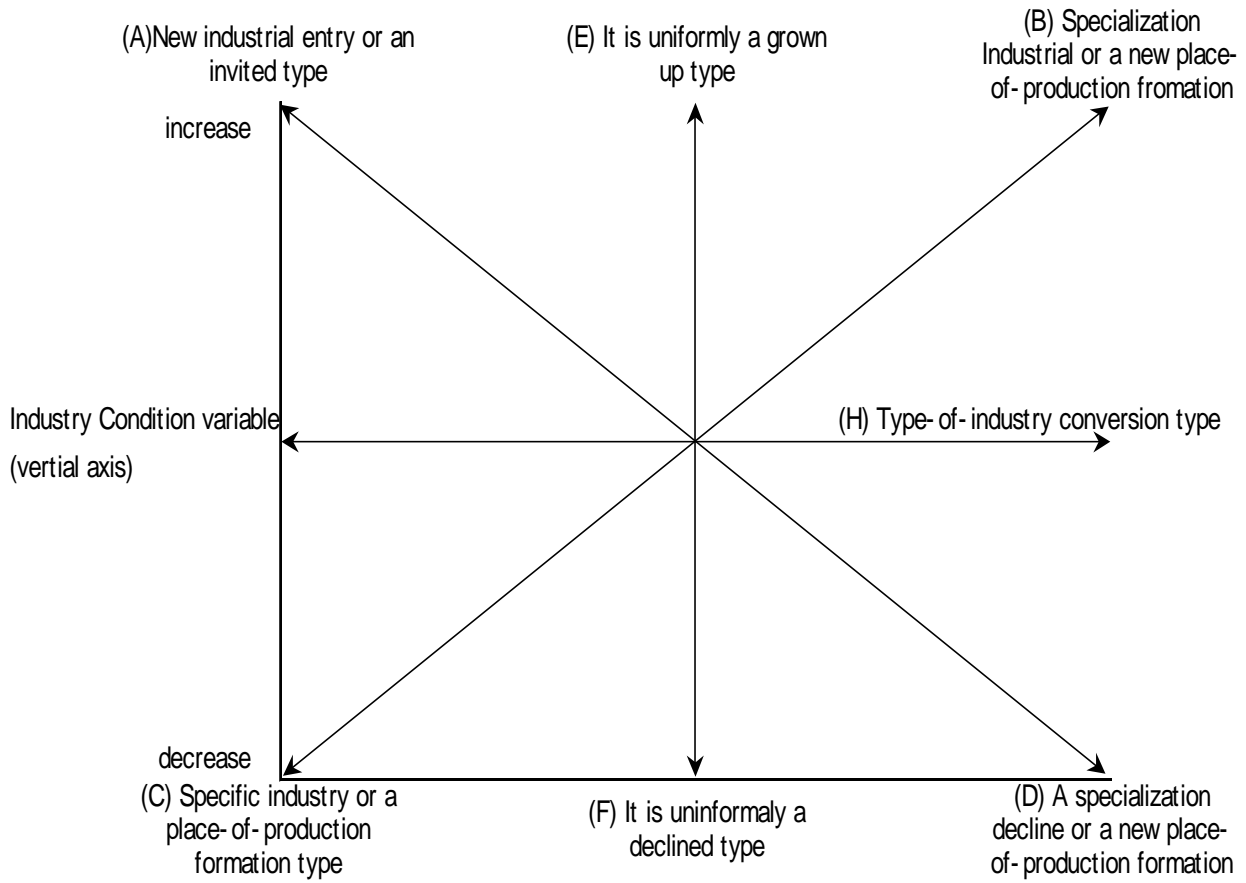 (A)New industrial entry or an
invited type
(E) It is uniformly a grown
up type
(B) Specialization
Industrial or a new place-
of- production fromation
increase
Industry Condition variable
(vertial axis)
(H) Type- of- industry conversion type
decrease
(C) Specific industry or a
place- of- production
formation type
(F) It is uninformaly a
declined type
(D) A specialization
decline or a new place-
of- production formation